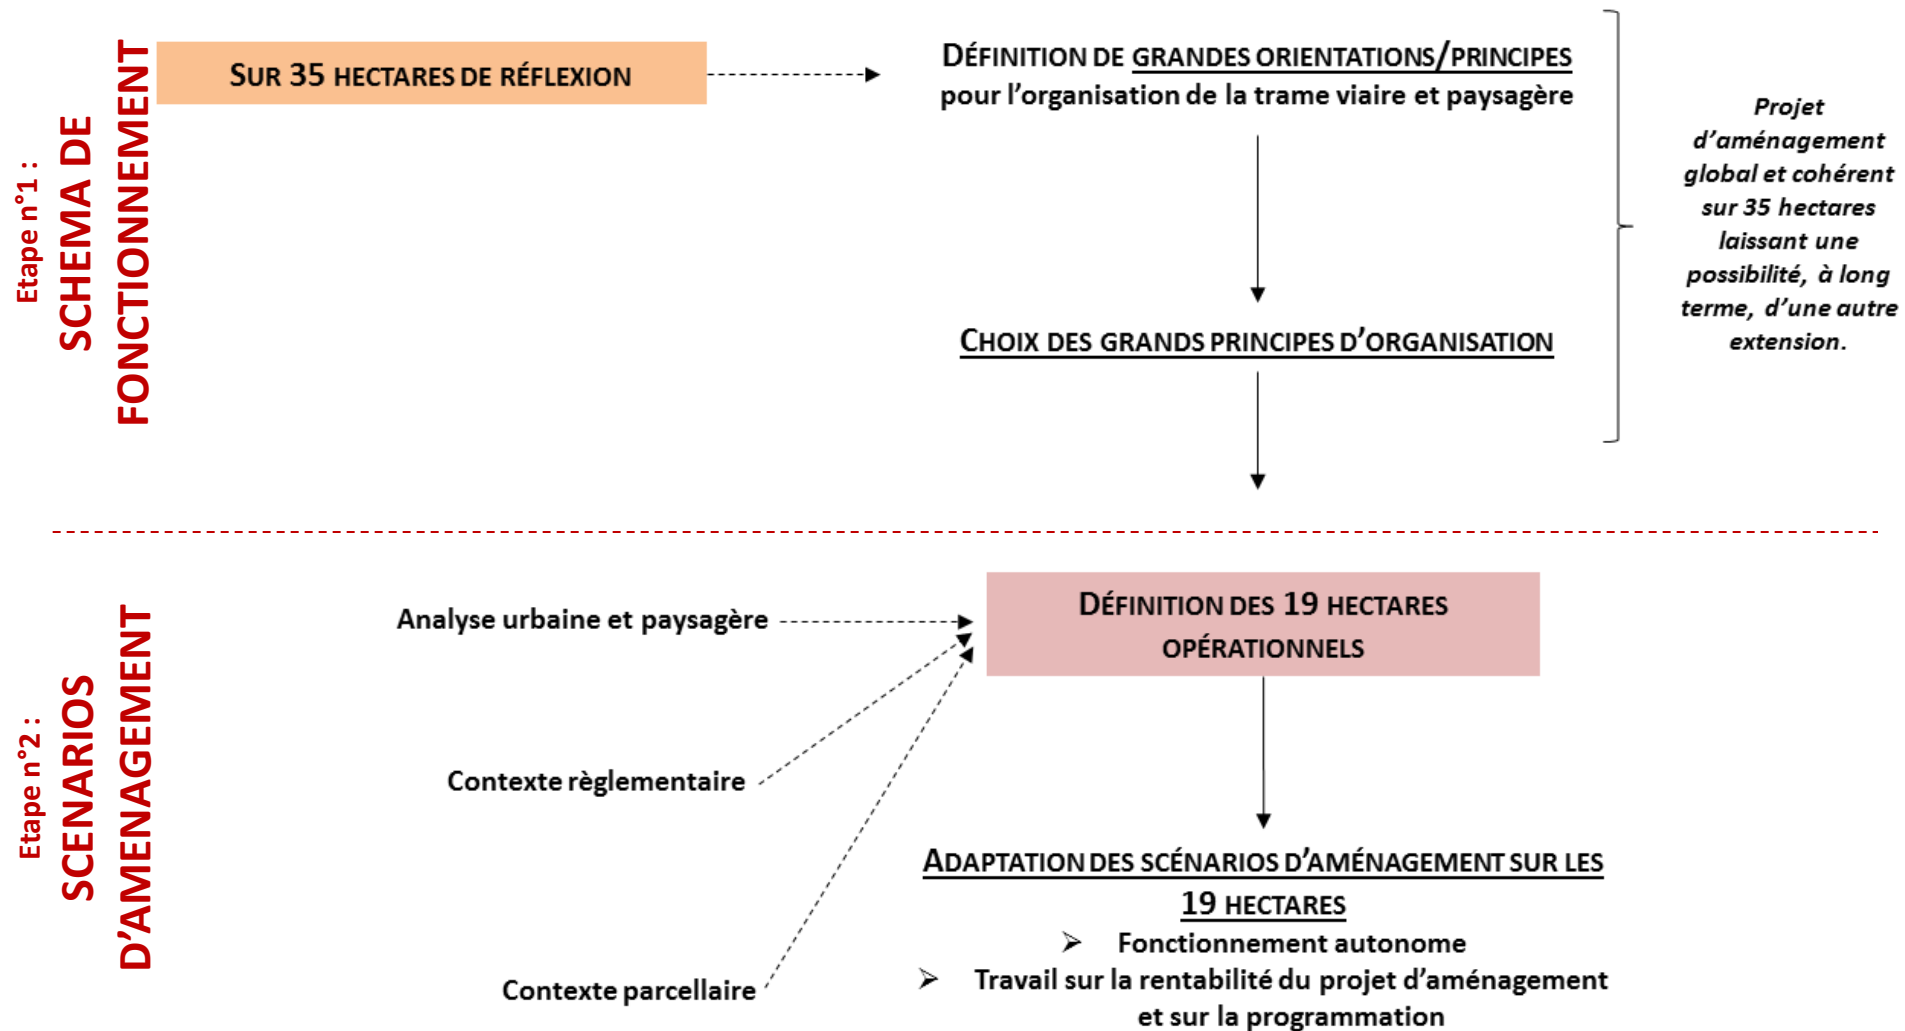 Etape n°1 :
SCHEMA DE
FONCTIONNEMENT
SUR 35 HECTARES DE RÉFLEXION
DÉFINITION DE GRANDES ORIENTATIONS/PRINCIPES
pour l'organisation de la trame viaire et paysagère
CHOIX DES GRANDS PRINCIPES D'ORGANISATION
Projet
d'aménagement
global et cohérent
sur 35 hectares
laissant une
possibilité, à long
terme, d'une autre
extension.
Etape n°2 :
SCENARIOS
D'AMENAGEMENT
Analyse urbaine et paysagère
Contexte règlementaire
Contexte parcellaire
DÉFINITION DES 19 HECTARES
OPÉRATIONNELS
ADAPTATION DES SCÉNARIOS D'AMÉNAGEMENT SUR LES
19 HECTARES
➢ Fonctionnement autonome
➢ Travail sur la rentabilité du projet d'aménagement
et sur la programmation